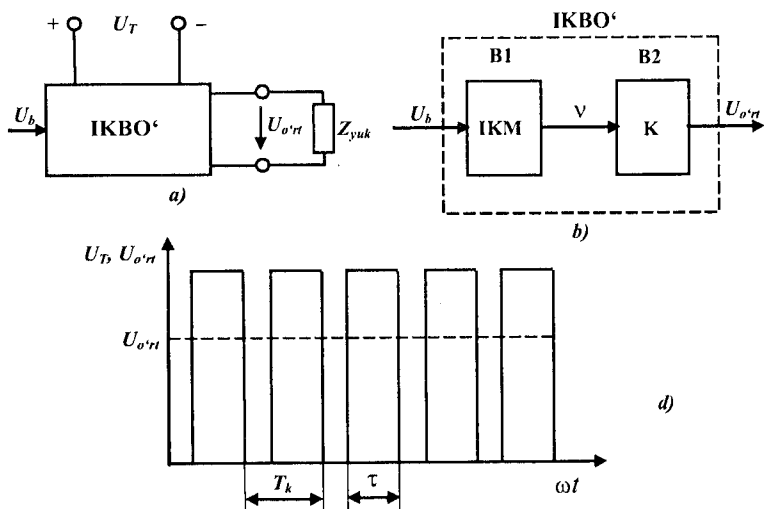 + U_T –
U_b
IKBO‘
U_o‘rt
Z_yuk
a)
IKBO‘
B1 B2
U_b
IKM
ν
K
U_o‘rt
b)
U_T, U_o‘rt
U_o‘rt
d)
T_k
τ
ωt